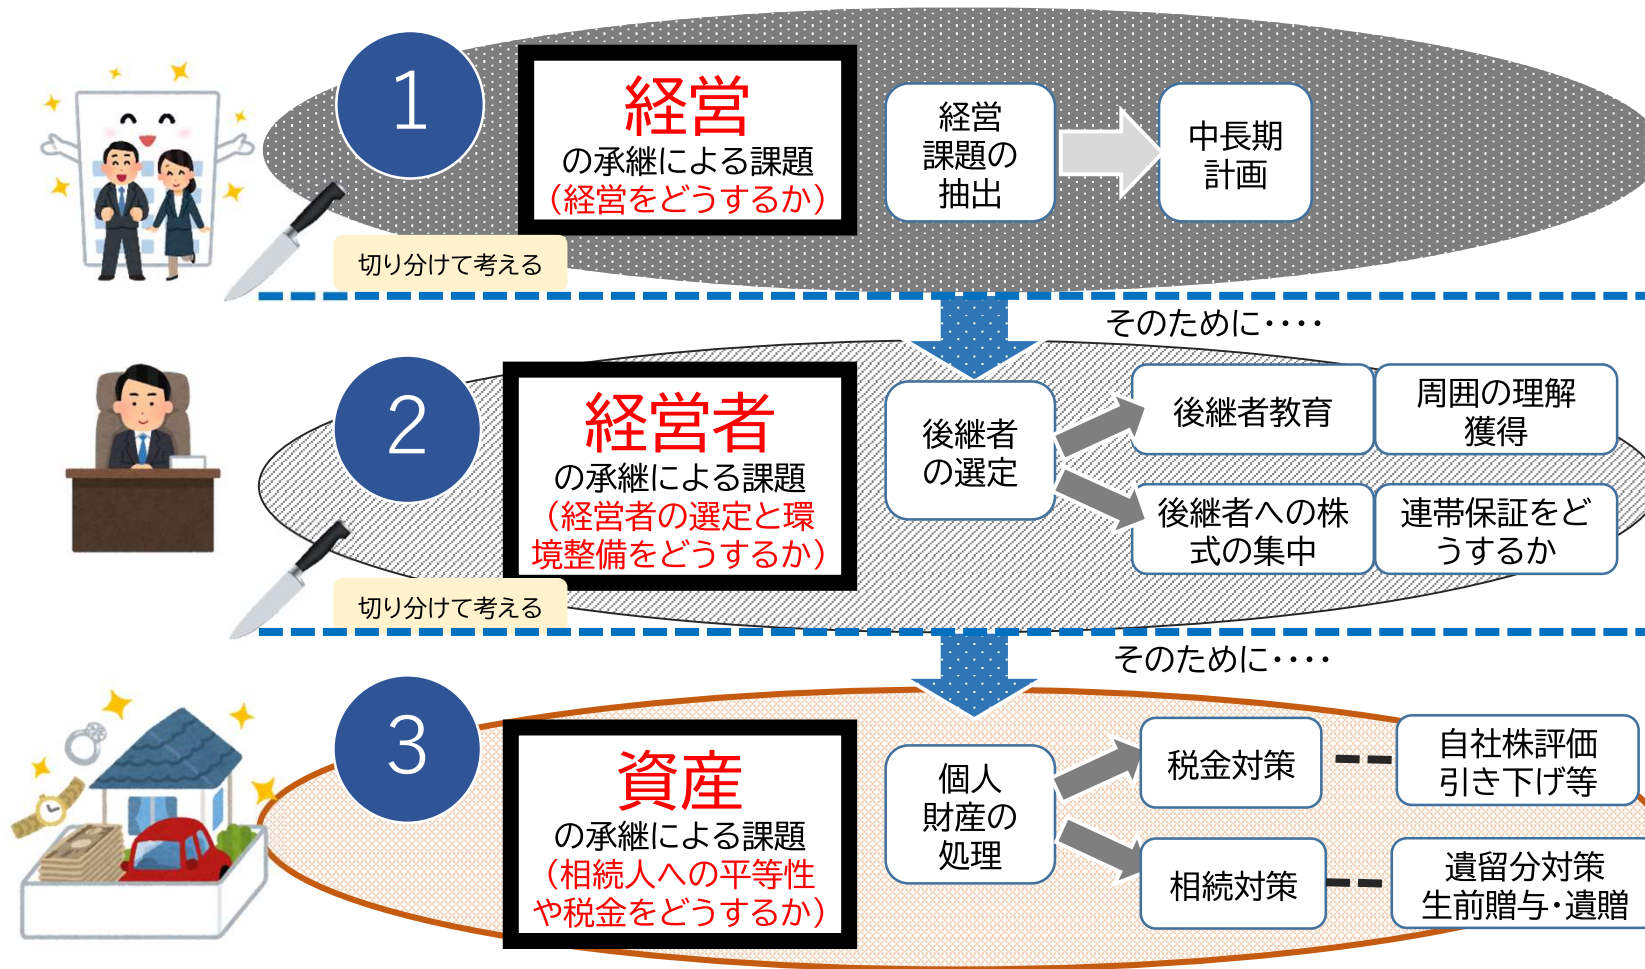 1
経営
の承継による課題
（経営をどうするか）
経営
課題の
抽出
中長期
計画
切り分けて考える
そのために・・・・
2
経営者
の承継による課題
（経営者の選定と環
境整備をどうするか）
後継者
の選定
後継者教育
周囲の理解
獲得
後継者への株
式の集中
連帯保証をど
うするか
切り分けて考える
そのために・・・・
3
資産
の承継による課題
（相続人への平等性
や税金をどうするか）
個人
財産の
処理
税金対策
自社株評価
引き下げ等
相続対策
遺留分対策
生前贈与・遺贈